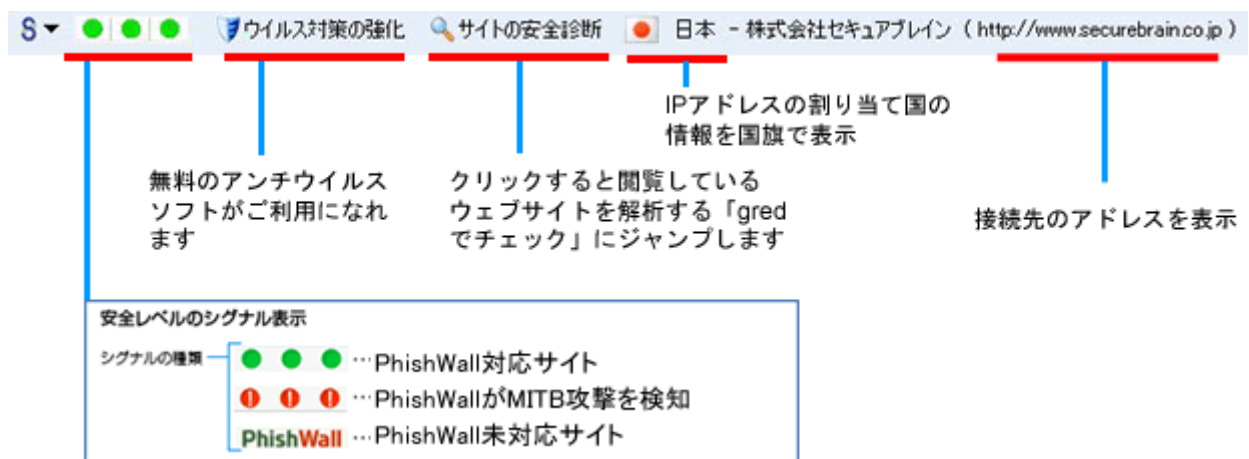 S ウイルス対策の強化 サイトの安全診断 日本 - 株式会社セキュアブレイン ( http://www.securebrain.co.jp )
IPアドレスの割り当て国の
情報を国旗で表示
無料のアンチウイルス
ソフトがご利用になれ
ます
クリックすると閲覧している
ウェブサイトを解析する「gred
でチェック」にジャンプします
接続先のアドレスを表示
安全レベルのシグナル表示
シグナルの種類
…PhishWall対応サイト
…PhishWallがMITB攻撃を検知
PhishWall …PhishWall未対応サイト